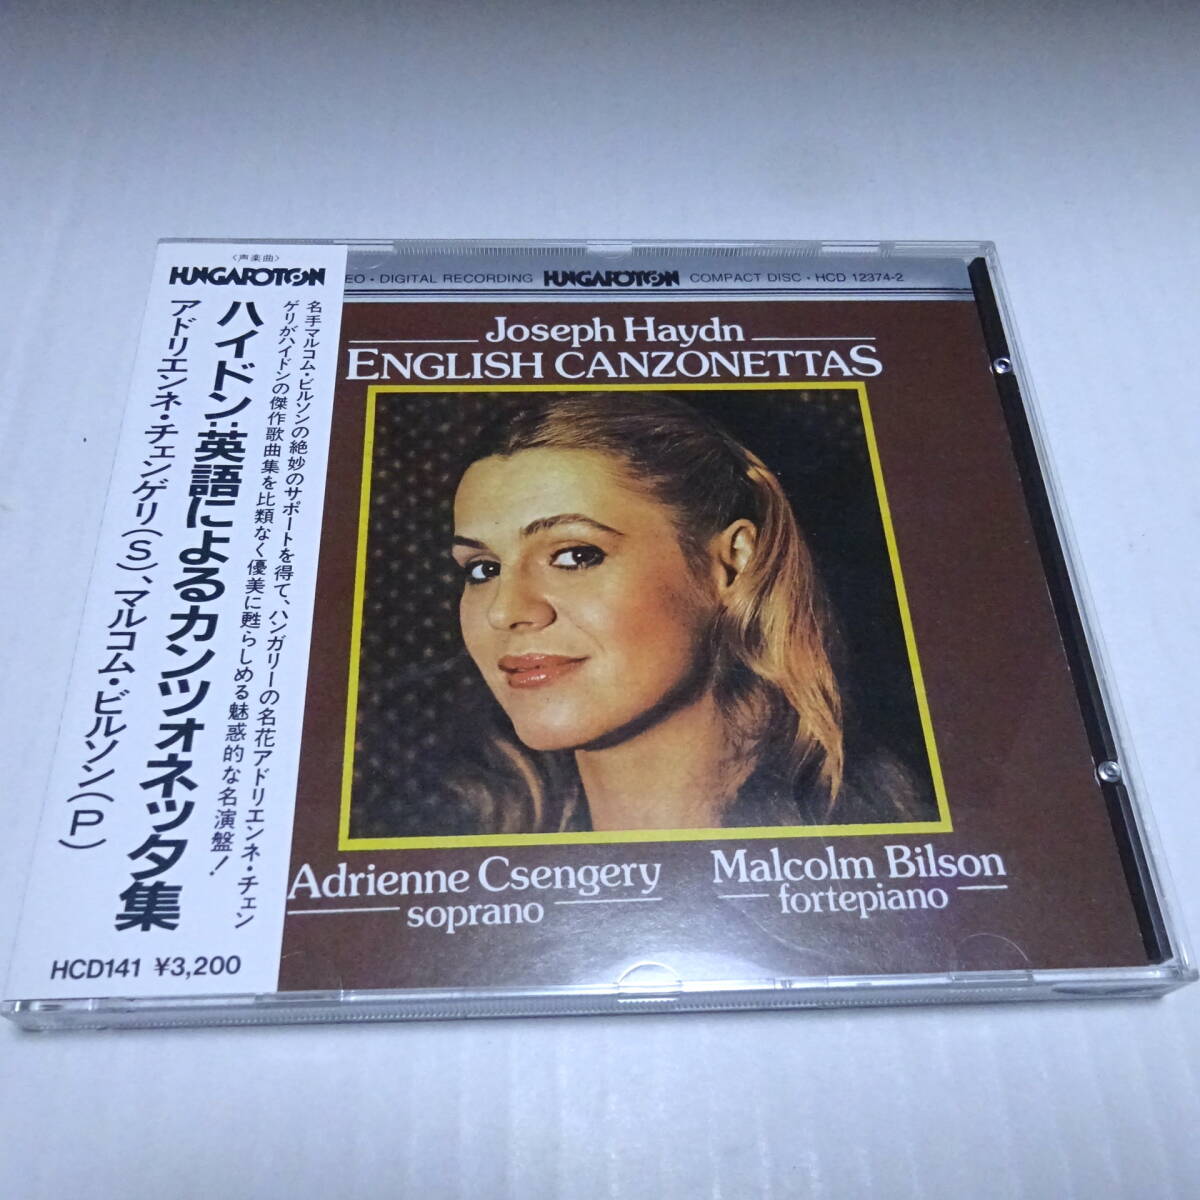 〈声楽曲〉
HUNGAROTON
名手マルコム・ビルソンの絶妙のサポートを得て、ハンガリーの名花アドリエンネ・チェン
ゲリがハイドンの傑作歌曲集を比類なく優美に甦らしめる魅惑的な名演盤!
ハイドン:英語によるカンツォネッタ集
アドリエンネ・チェンゲリ(S)、マルコム・ビルソン(P)
HCD141 ¥3,200
EO • DIGITAL RECORDING HUNGAROTON COMPACT DISC • HCD 12374-2
Joseph Haydn
ENGLISH CANZONETTAS
Adrienne Csengery
soprano
Malcolm Bilson
fortepiano